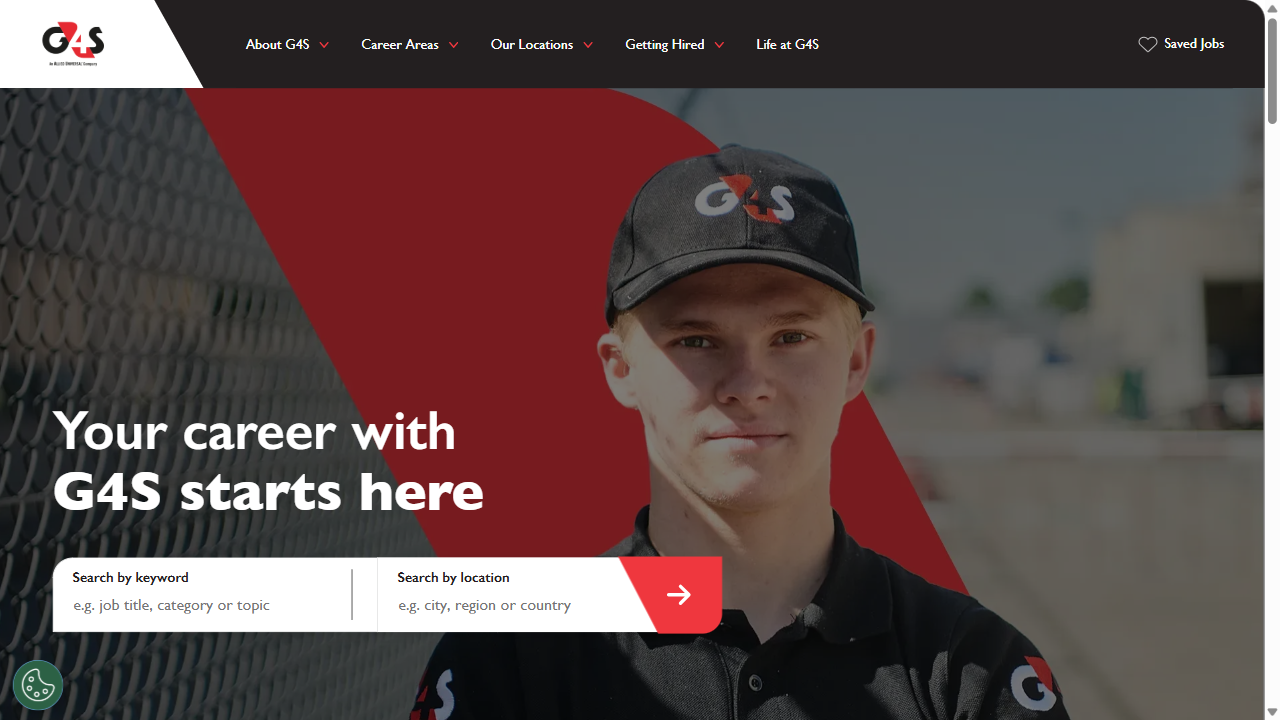 G4S
An ALLIED UNIVERSAL Company
About G4S
Career Areas
Our Locations
Getting Hired
Life at G4S
Saved Jobs
G4S
Your career with
G4S starts here
Search by keyword
e.g. job title, category or topic
Search by location
e.g. city, region or country
S
G